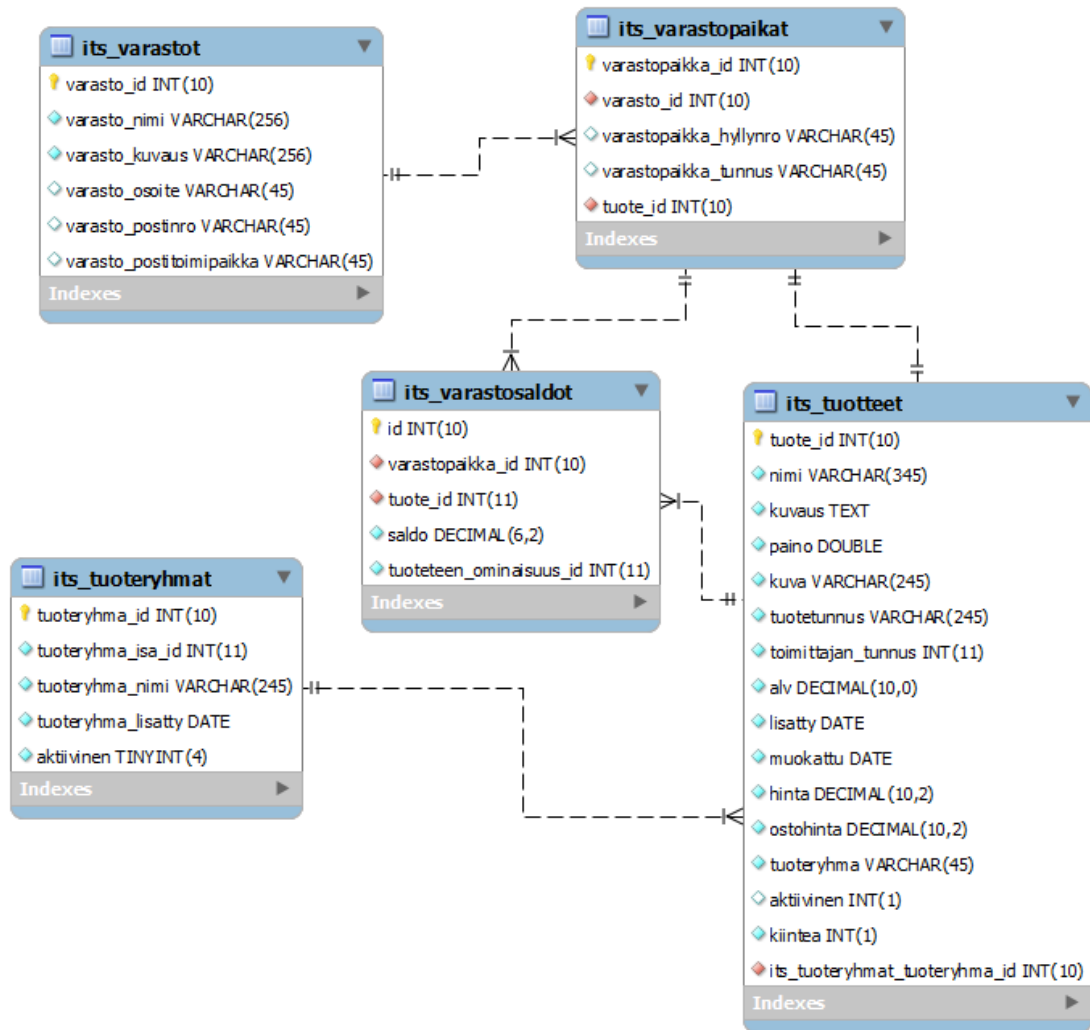 its_varastot
varasto_id INT(10)
varasto_nimi VARCHAR(256)
varasto_kuvaus VARCHAR(256)
varasto_osoite VARCHAR(45)
varasto_postinro VARCHAR(45)
varasto_postitoimipaikka VARCHAR(45)
Indexes
its_varastopaikat
varastopaikka_id INT(10)
varasto_id INT(10)
varastopaikka_hyllynro VARCHAR(45)
varastopaikka_tunnus VARCHAR(45)
tuote_id INT(10)
Indexes
its_varastosaldot
id INT(10)
varastopaikka_id INT(10)
tuote_id INT(11)
saldo DECIMAL(6,2)
tuoteteen_ominaisuus_id INT(11)
Indexes
its_tuotteet
tuote_id INT(10)
nimi VARCHAR(345)
kuvaus TEXT
paino DOUBLE
kuva VARCHAR(245)
tuotetunnus VARCHAR(245)
toimittajan_tunnus INT(11)
alv DECIMAL(10,0)
lisatty DATE
muokattu DATE
hinta DECIMAL(10,2)
ostohinta DECIMAL(10,2)
tuoteryhma VARCHAR(45)
aktiivinen INT(1)
kiintea INT(1)
its_tuoteryhmat_tuoteryhma_id INT(10)
Indexes
its_tuoteryhmat
tuoteryhma_id INT(10)
tuoteryhma_isa_id INT(11)
tuoteryhma_nimi VARCHAR(245)
tuoteryhma_lisatty DATE
aktiivinen TINYINT(4)
Indexes